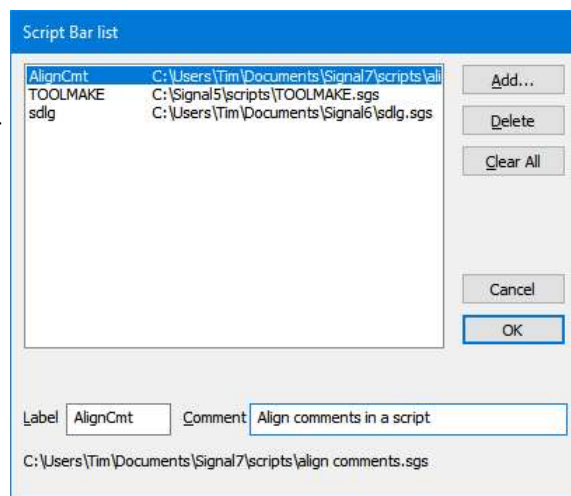 Script Bar list
AlignCmt C:\Users\Tim\Documents\Signal7\scripts\ali
TOOLMAKE C:\Signal5\scripts\TOOLMAKE.sgs
sdlg C:\Users\Tim\Documents\Signal6\sdlg.sgs
Add...
Delete
Clear All
Cancel
OK
Label AlignCmt Comment Align comments in a script
C:\Users\Tim\Documents\Signal7\scripts\align comments.sgs